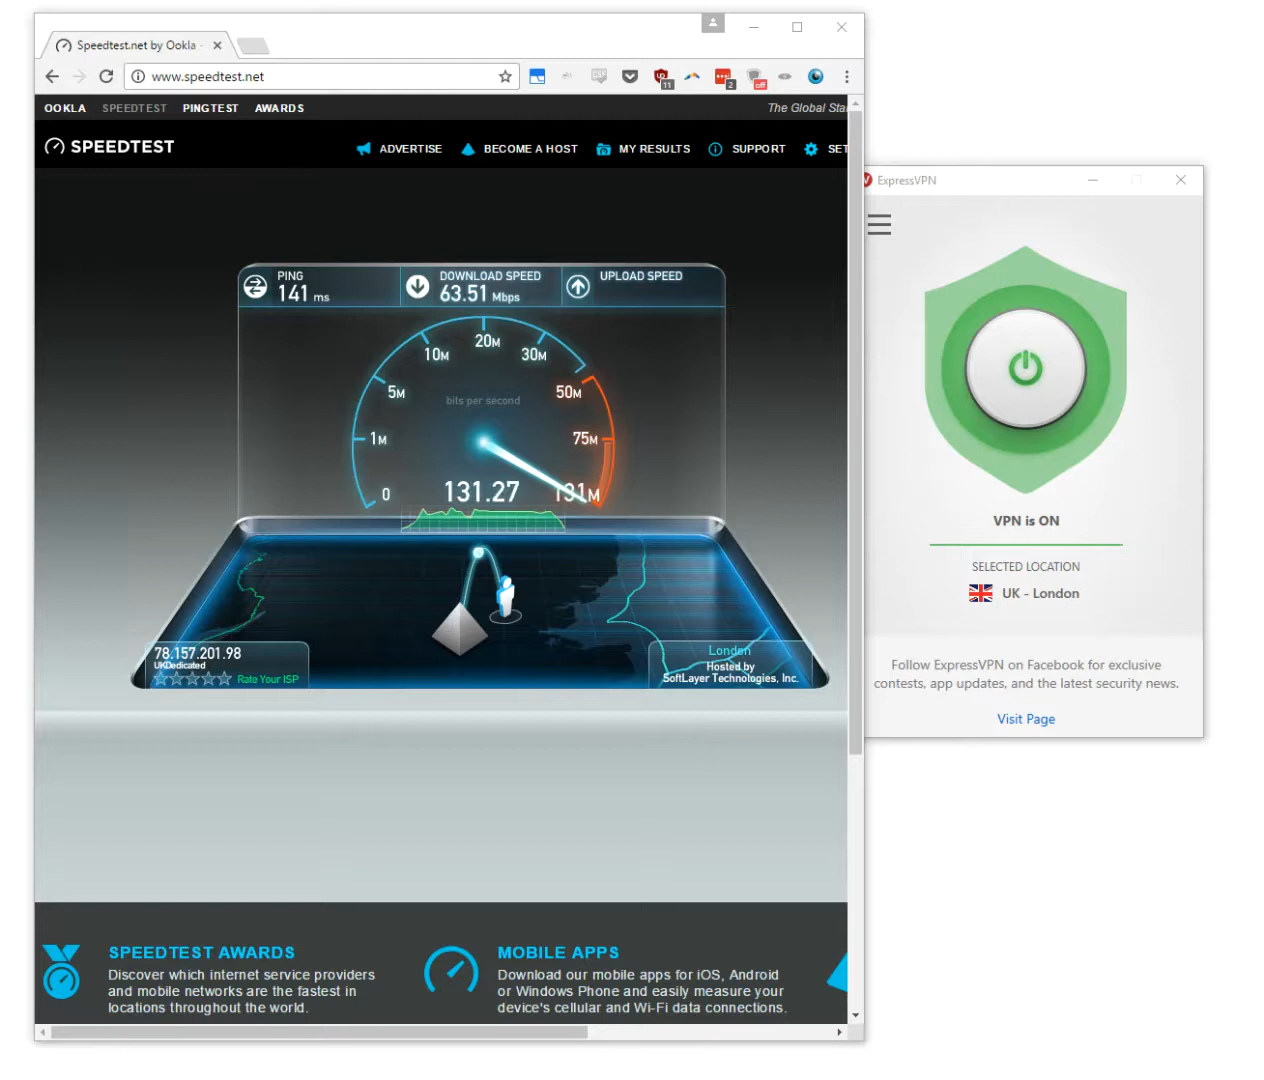 Speedtest.net by Ookla -
www.speedtest.net
11
2
off
OOKLA SPEEDTEST PINGTEST AWARDS
The Global Sta
SPEEDTEST
ADVERTISE BECOME A HOST MY RESULTS SUPPORT SET
PING
141 ms
DOWNLOAD SPEED
63.51 Mbps
UPLOAD SPEED
20M
10M 30M
5M 50M
bits per second
1M 75M
0 131.27 131M
78.157.201.98
UKDedicated
Rate Your ISP
London
Hosted by
SoftLayer Technologies, Inc.
SPEEDTEST AWARDS
Discover which internet service providers
and mobile networks are the fastest in
locations throughout the world.
MOBILE APPS
Download our mobile apps for iOS, Android
or Windows Phone and easily measure your
device's cellular and Wi-Fi data connections.
ExpressVPN
VPN is ON
SELECTED LOCATION
UK - London
Follow ExpressVPN on Facebook for exclusive
contests, app updates, and the latest security news.
Visit Page